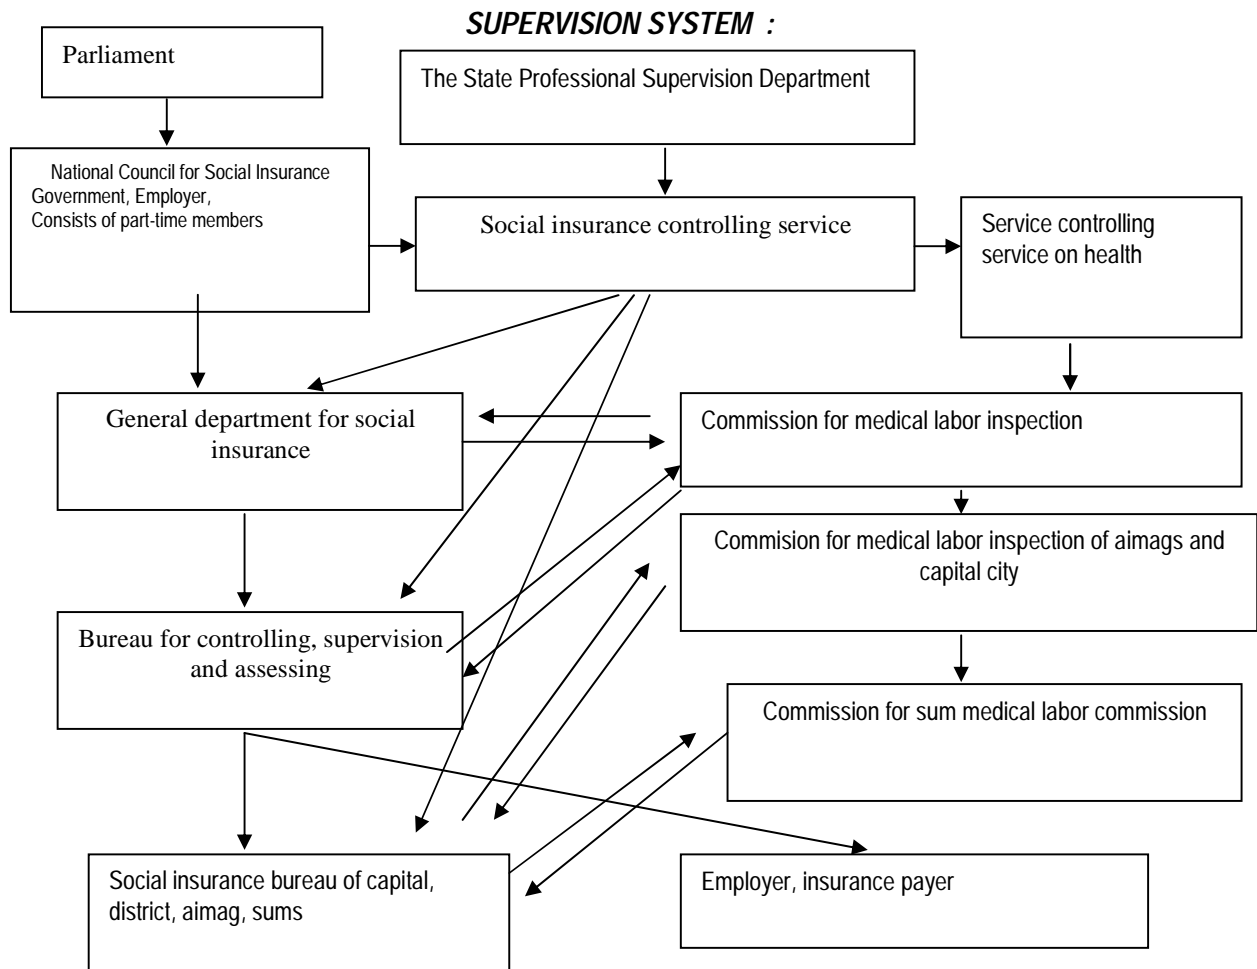 SUPERVISION SYSTEM :
Parliament
The State Professional Supervision Department
National Council for Social Insurance
Government, Employer,
Consists of part-time members
Social insurance controlling service
Service controlling
service on health
General department for social
insurance
Commission for medical labor inspection
Commision for medical labor inspection of aimags and
capital city
Bureau for controlling, supervision
and assessing
Commission for sum medical labor commission
Social insurance bureau of capital,
district, aimag, sums
Employer, insurance payer